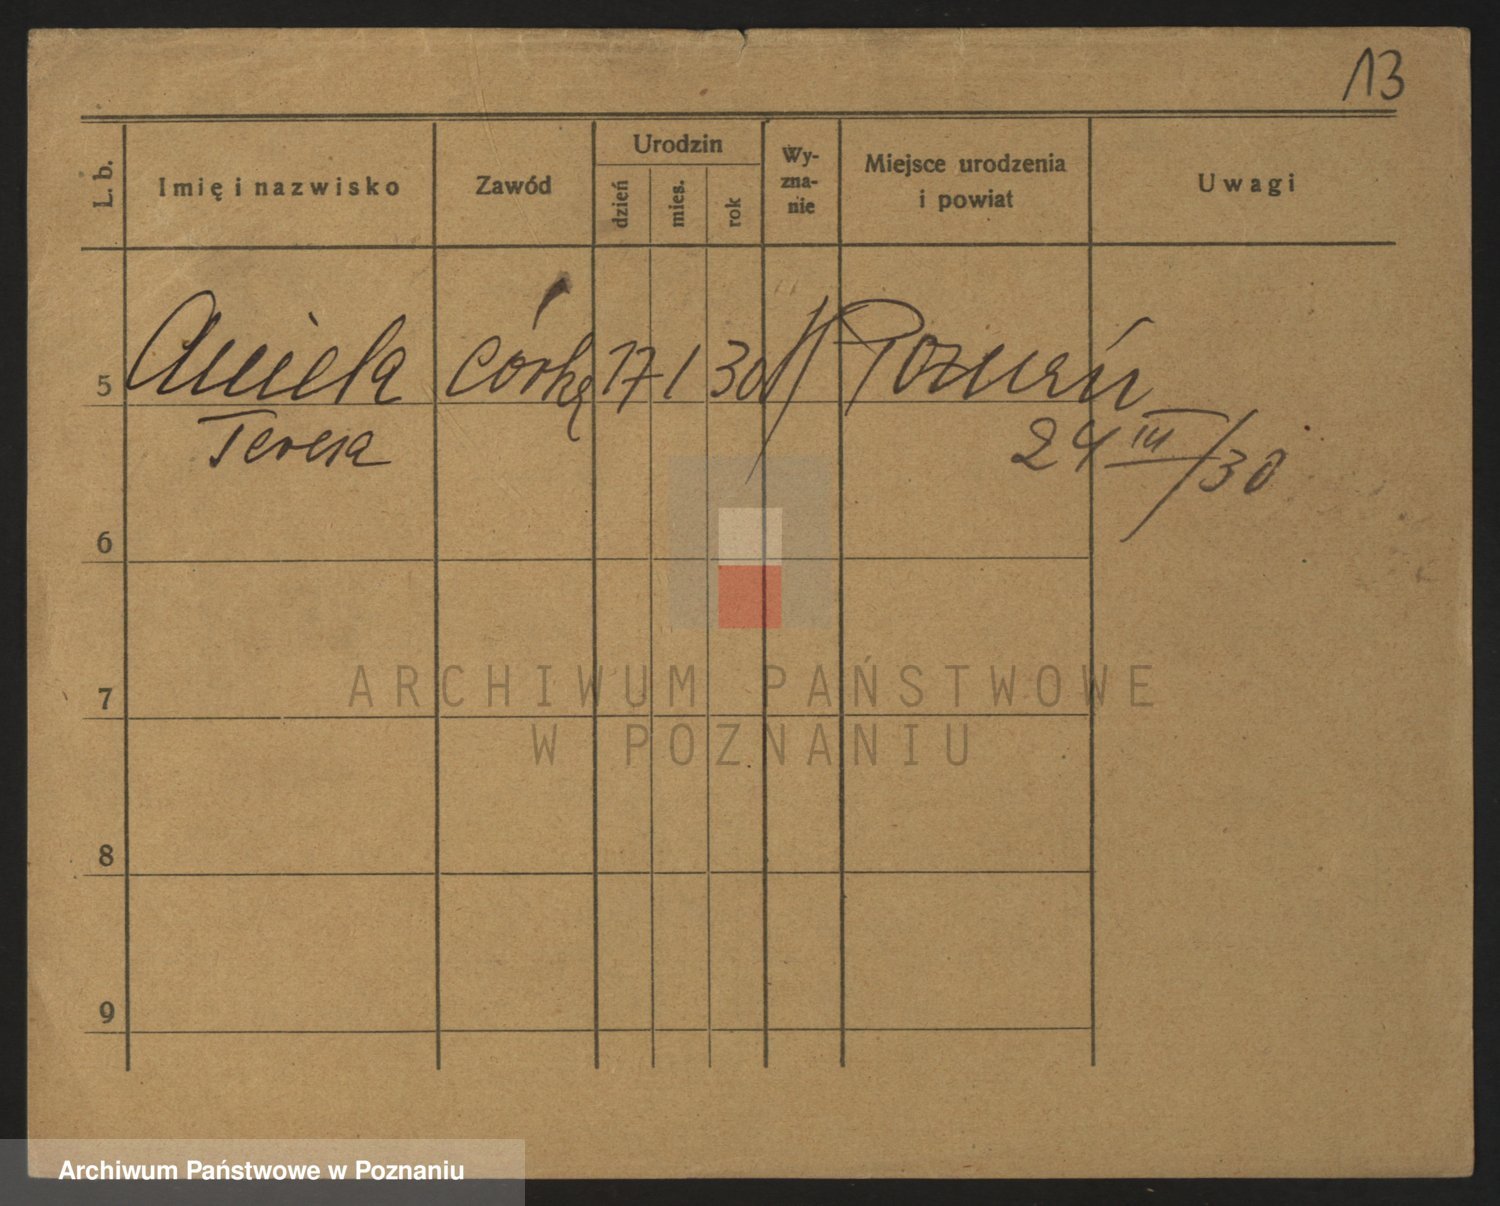 13
L. b.
Imię i nazwisko
Zawód
Urodzin
dzień
mies.
rok
Wy-
zna-
nie
Miejsce urodzenia
i powiat
Uwagi
5 Aniela córka 17 1 30 Poznań
Teresa 24 III/30
6
7
8
9
ARCHIWUM PAŃSTWOWE
W POZNANIU
Archiwum Państwowe w Poznaniu